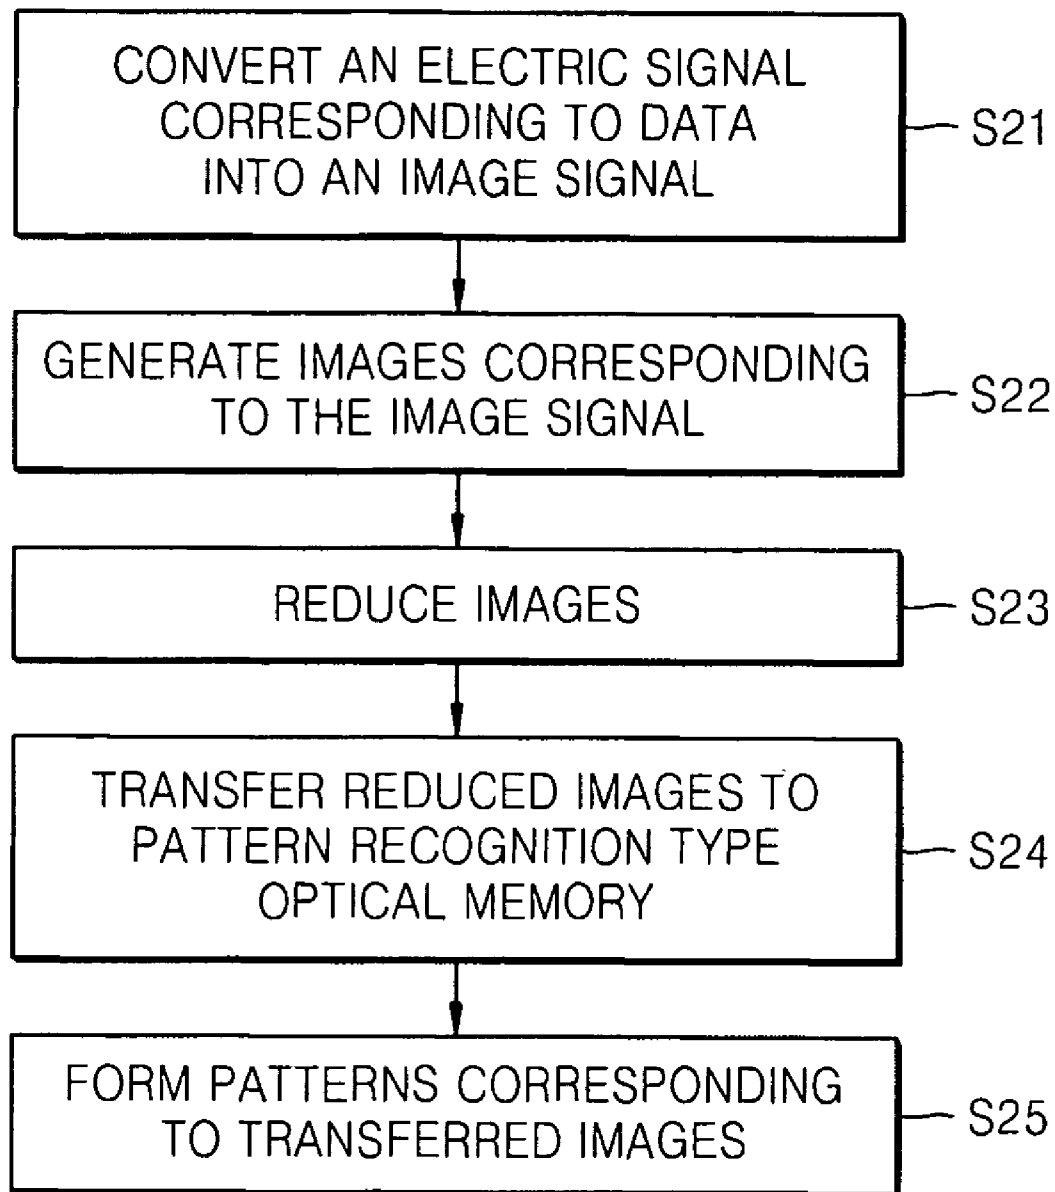 CONVERT AN ELECTRIC SIGNAL
CORRESPONDING TO DATA
INTO AN IMAGE SIGNAL
S21
GENERATE IMAGES CORRESPONDING
TO THE IMAGE SIGNAL
S22
REDUCE IMAGES
S23
TRANSFER REDUCED IMAGES TO
PATTERN RECOGNITION TYPE
OPTICAL MEMORY
S24
FORM PATTERNS CORRESPONDING
TO TRANSFERRED IMAGES
S25